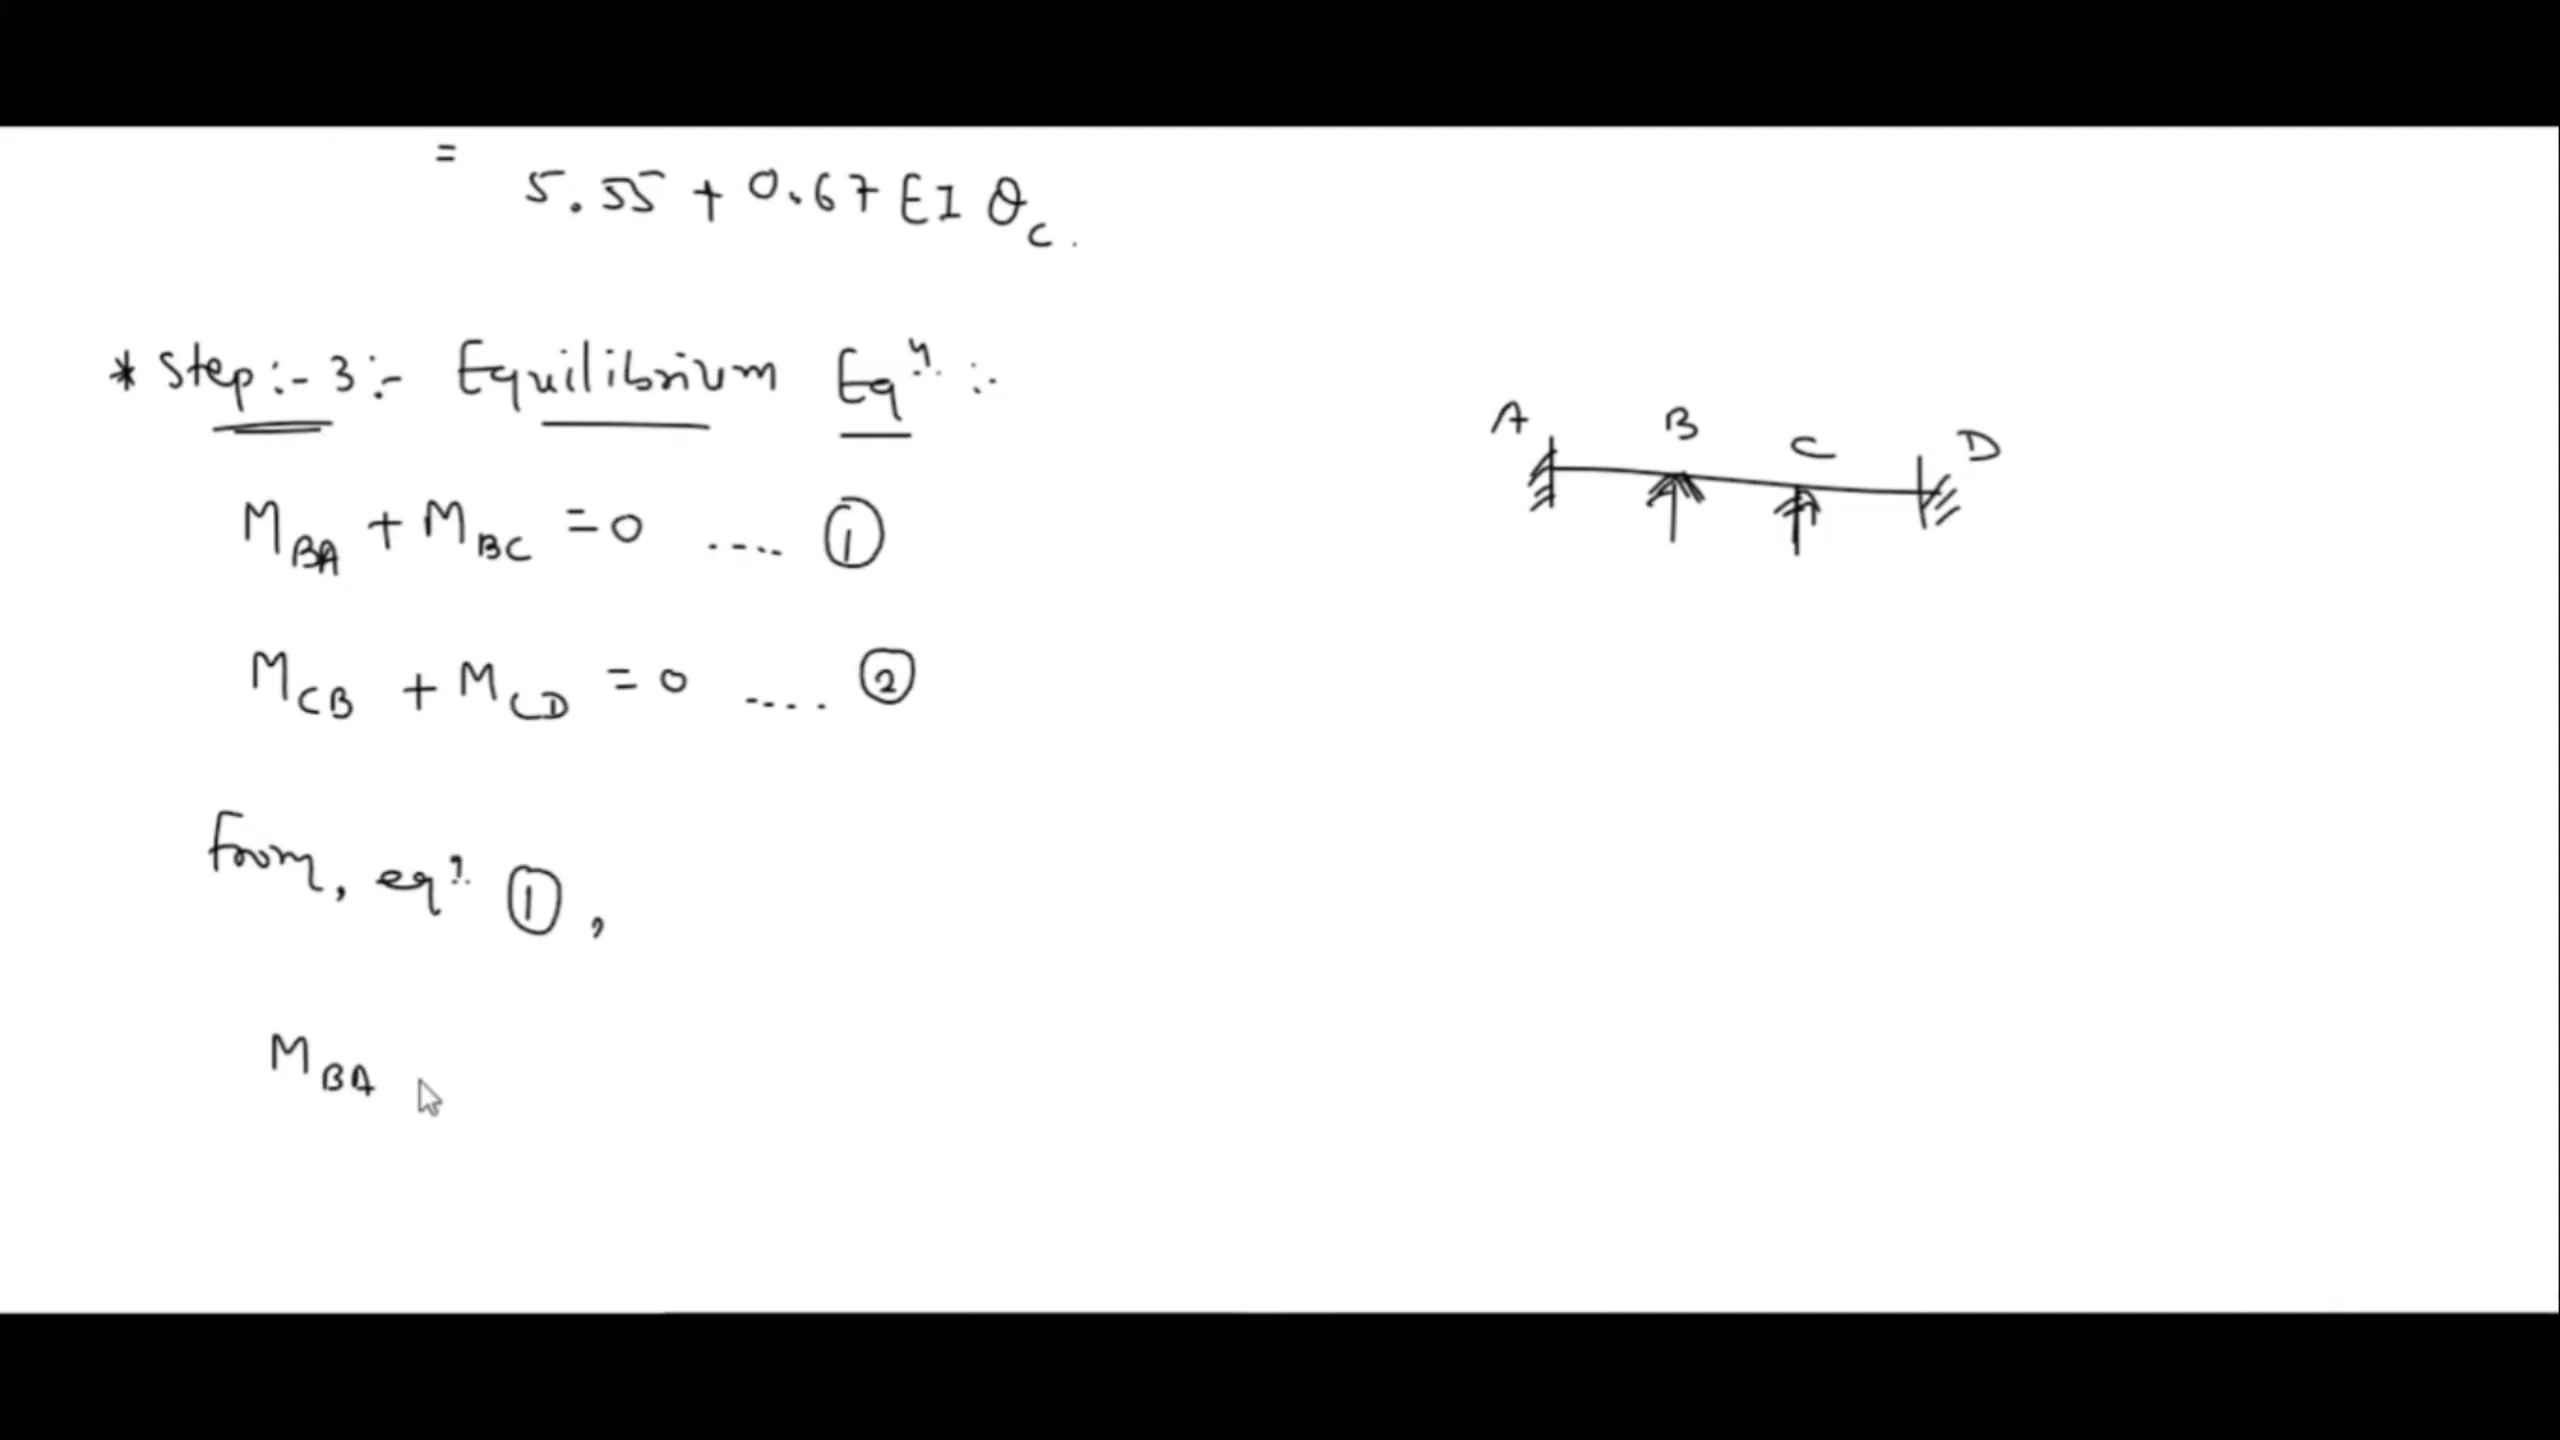 =
5.55 + 0.67 EI θc.
* Step:- 3:- Equilibrium Eqⁿ :-
A B C D
M_BA + M_BC = 0 .... ①
M_CB + M_CD = 0 .... ②
From, eqⁿ ①,
M_BA